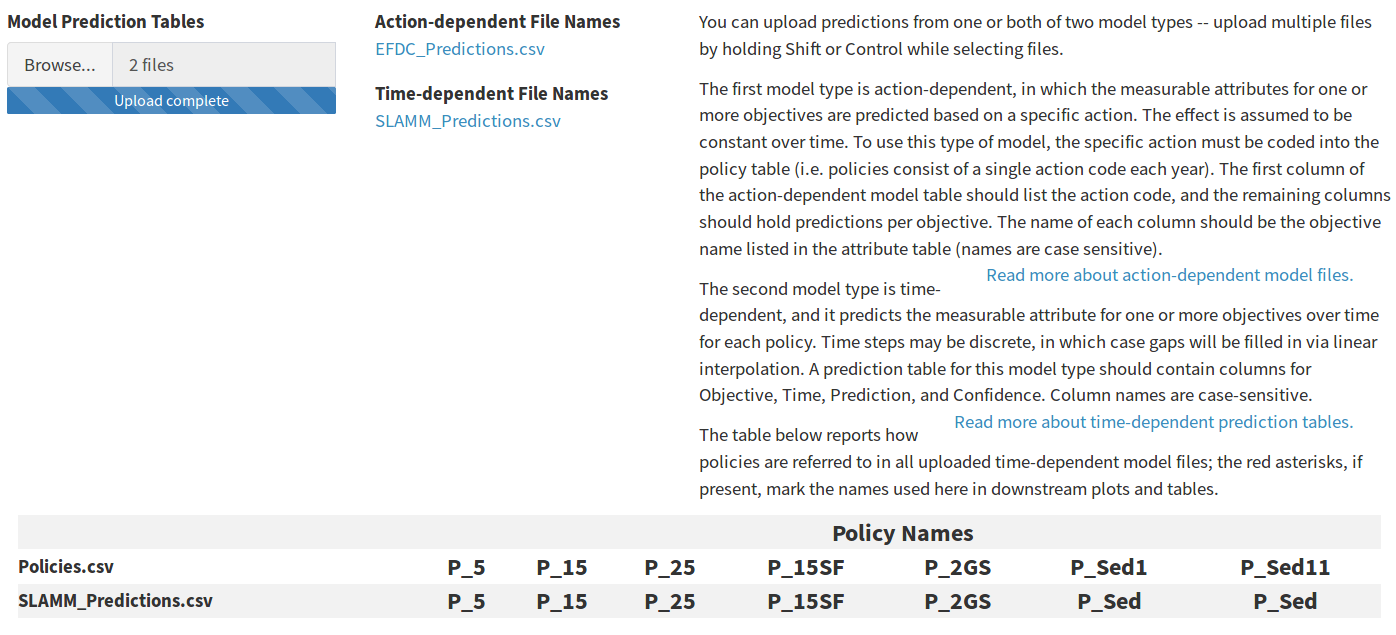 Model Prediction Tables
Browse...
2 files
Upload complete
Action-dependent File Names
EFDC_Predictions.csv
Time-dependent File Names
SLAMM_Predictions.csv
You can upload predictions from one or both of two model types -- upload multiple files
by holding Shift or Control while selecting files.
The first model type is action-dependent, in which the measurable attributes for one or
more objectives are predicted based on a specific action. The effect is assumed to be
constant over time. To use this type of model, the specific action must be coded into the
policy table (i.e. policies consist of a single action code each year). The first column of
the action-dependent model table should list the action code, and the remaining columns
should hold predictions per objective. The name of each column should be the objective
name listed in the attribute table (names are case sensitive).
Read more about action-dependent model files.
The second model type is time-
dependent, and it predicts the measurable attribute for one or more objectives over time
for each policy. Time steps may be discrete, in which case gaps will be filled in via linear
interpolation. A prediction table for this model type should contain columns for
Objective, Time, Prediction, and Confidence. Column names are case-sensitive.
Read more about time-dependent prediction tables.
The table below reports how
policies are referred to in all uploaded time-dependent model files; the red asterisks, if
present, mark the names used here in downstream plots and tables.
Policy Names
Policies.csv P_5 P_15 P_25 P_15SF P_2GS P_Sed1 P_Sed11
SLAMM_Predictions.csv P_5 P_15 P_25 P_15SF P_2GS P_Sed P_Sed